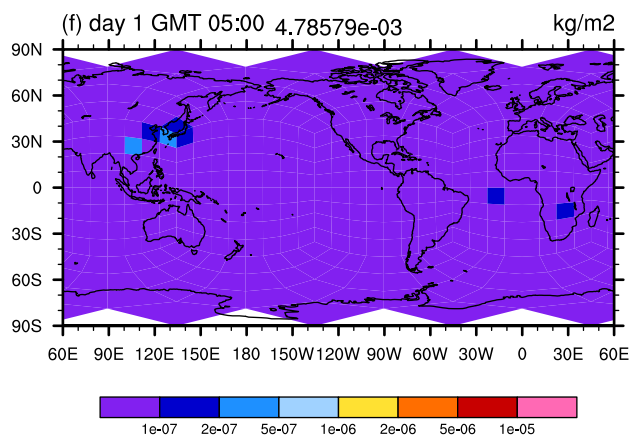 (f) day 1 GMT 05:00 4.78579e-03 kg/m2
90N
60N
30N
0
30S
60S
90S
60E 90E 120E 150E 180 150W 120W 90W 60W 30W 0 30E 60E
1e-07 2e-07 5e-07 1e-06 2e-06 5e-06 1e-05